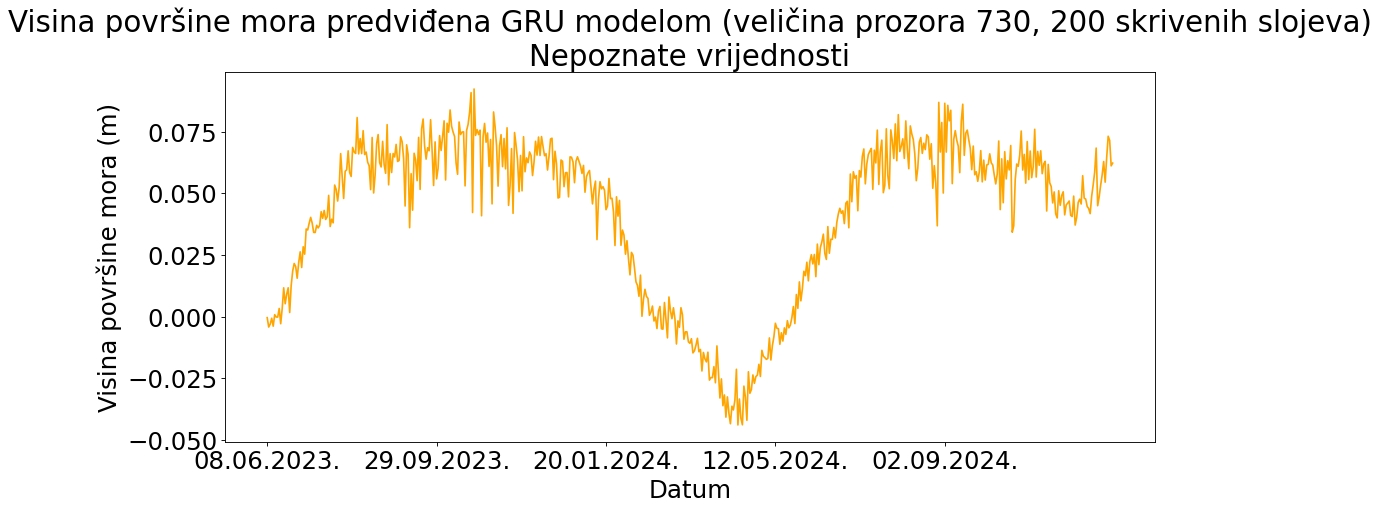 Visina površine mora predviđena GRU modelom (veličina prozora 730, 200 skrivenih slojeva)
Nepoznate vrijednosti
Visina površine mora (m)
0.075
0.050
0.025
0.000
−0.025
−0.050
08.06.2023. 29.09.2023. 20.01.2024. 12.05.2024. 02.09.2024.
Datum